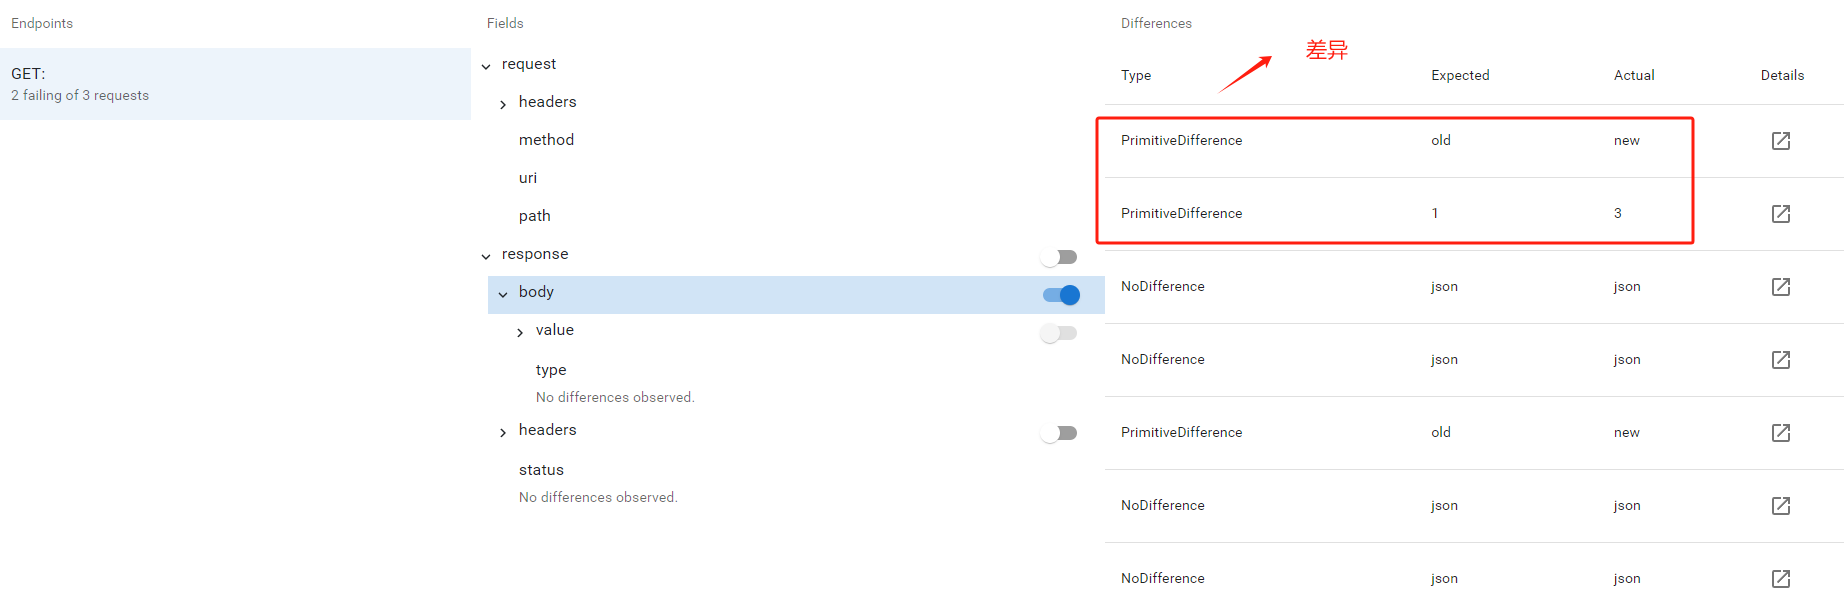 Endpoints
GET:
2 failing of 3 requests
Fields
request
headers
method
uri
path
response
body
value
type
No differences observed.
headers
status
No differences observed.
Differences
差异
Type Expected Actual Details
PrimitiveDifference old new
PrimitiveDifference 1 3
NoDifference json json
NoDifference json json
PrimitiveDifference old new
NoDifference json json
NoDifference json json